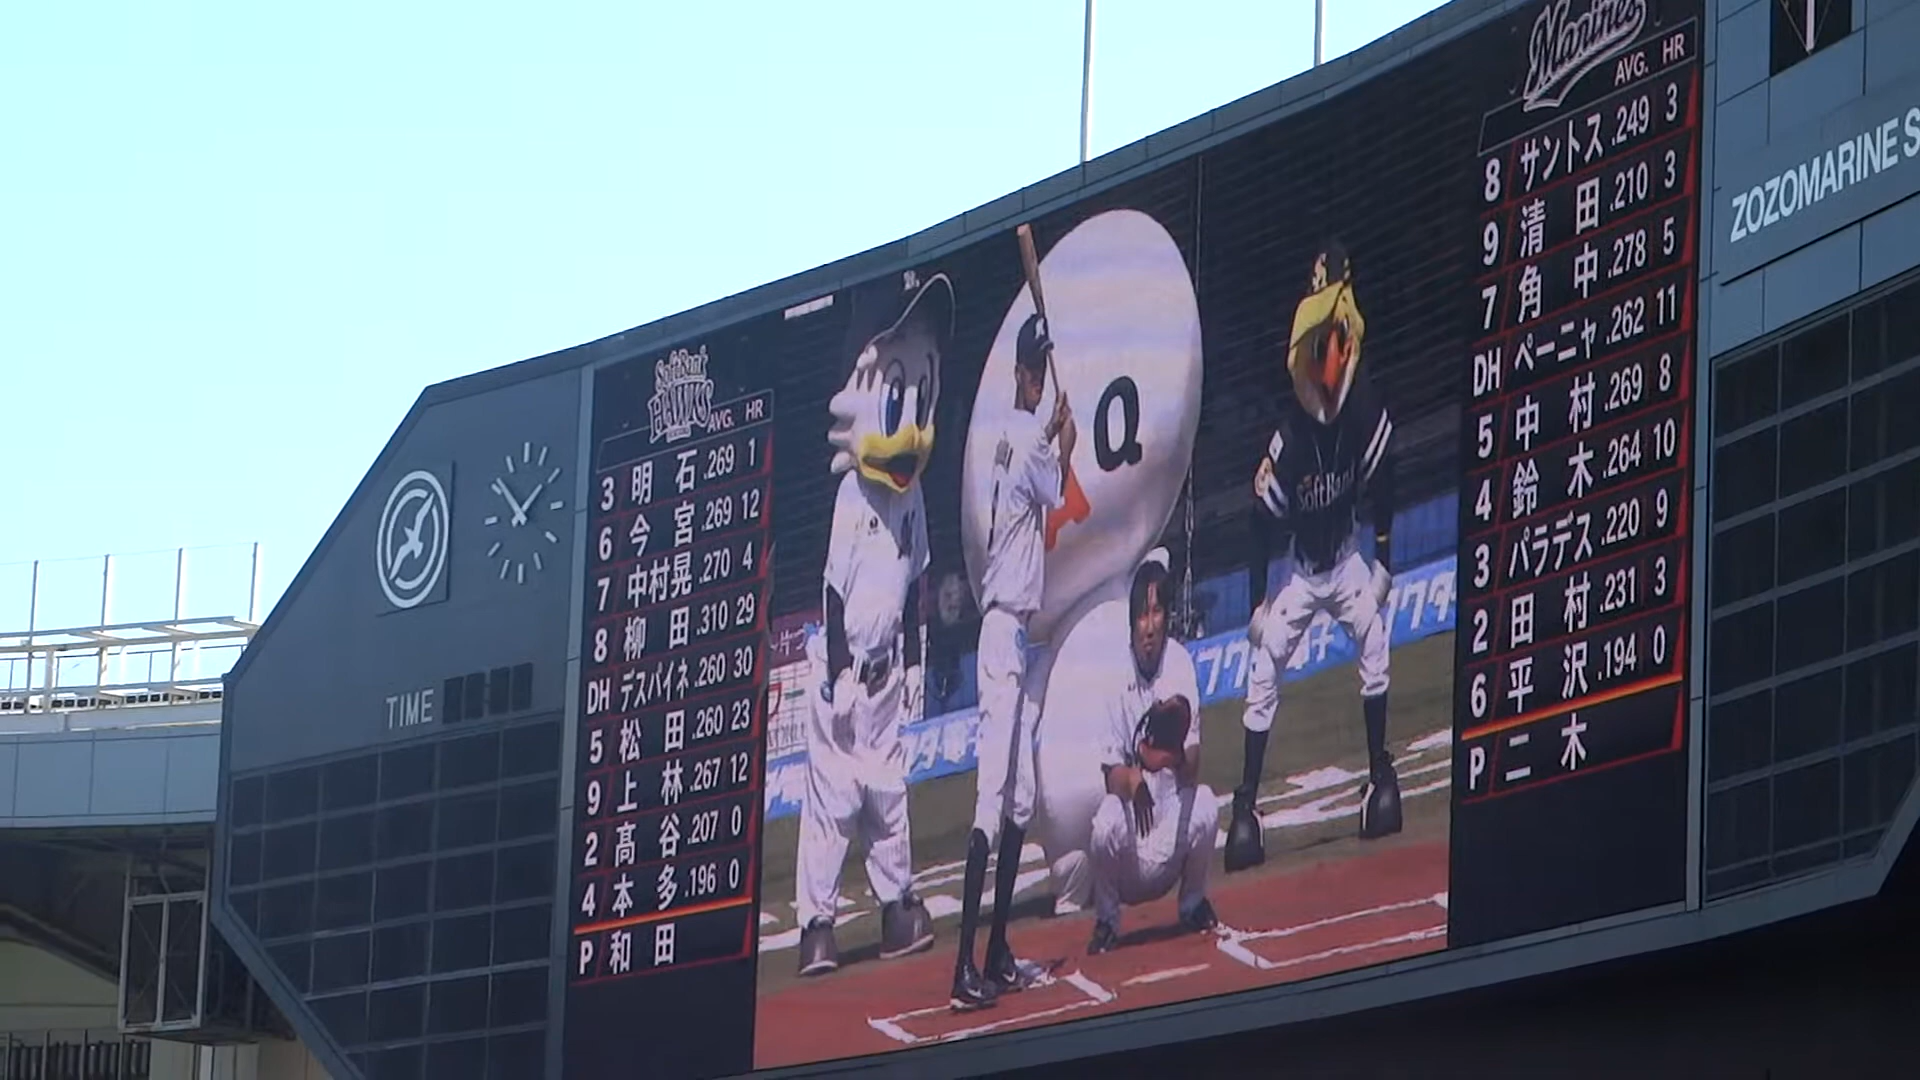 SoftBank
HAWKS
AVG. HR
3 明石 .269 1
6 今宮 .269 12
7 中村晃 .270 4
8 柳田 .310 29
DH デスパイネ .260 30
5 松田 .260 23
9 上林 .267 12
2 髙谷 .207 0
4 本多 .196 0
P 和田
TIME
Q
SoftBank
Marines
AVG. HR
8 サントス .249 3
9 清田 .210 3
7 角中 .278 5
DH ペーニャ .262 11
5 中村 .269 8
4 鈴木 .264 10
3 パラデス .220 9
2 田村 .231 3
6 平沢 .194 0
P 二木
ZOZOMARINE S